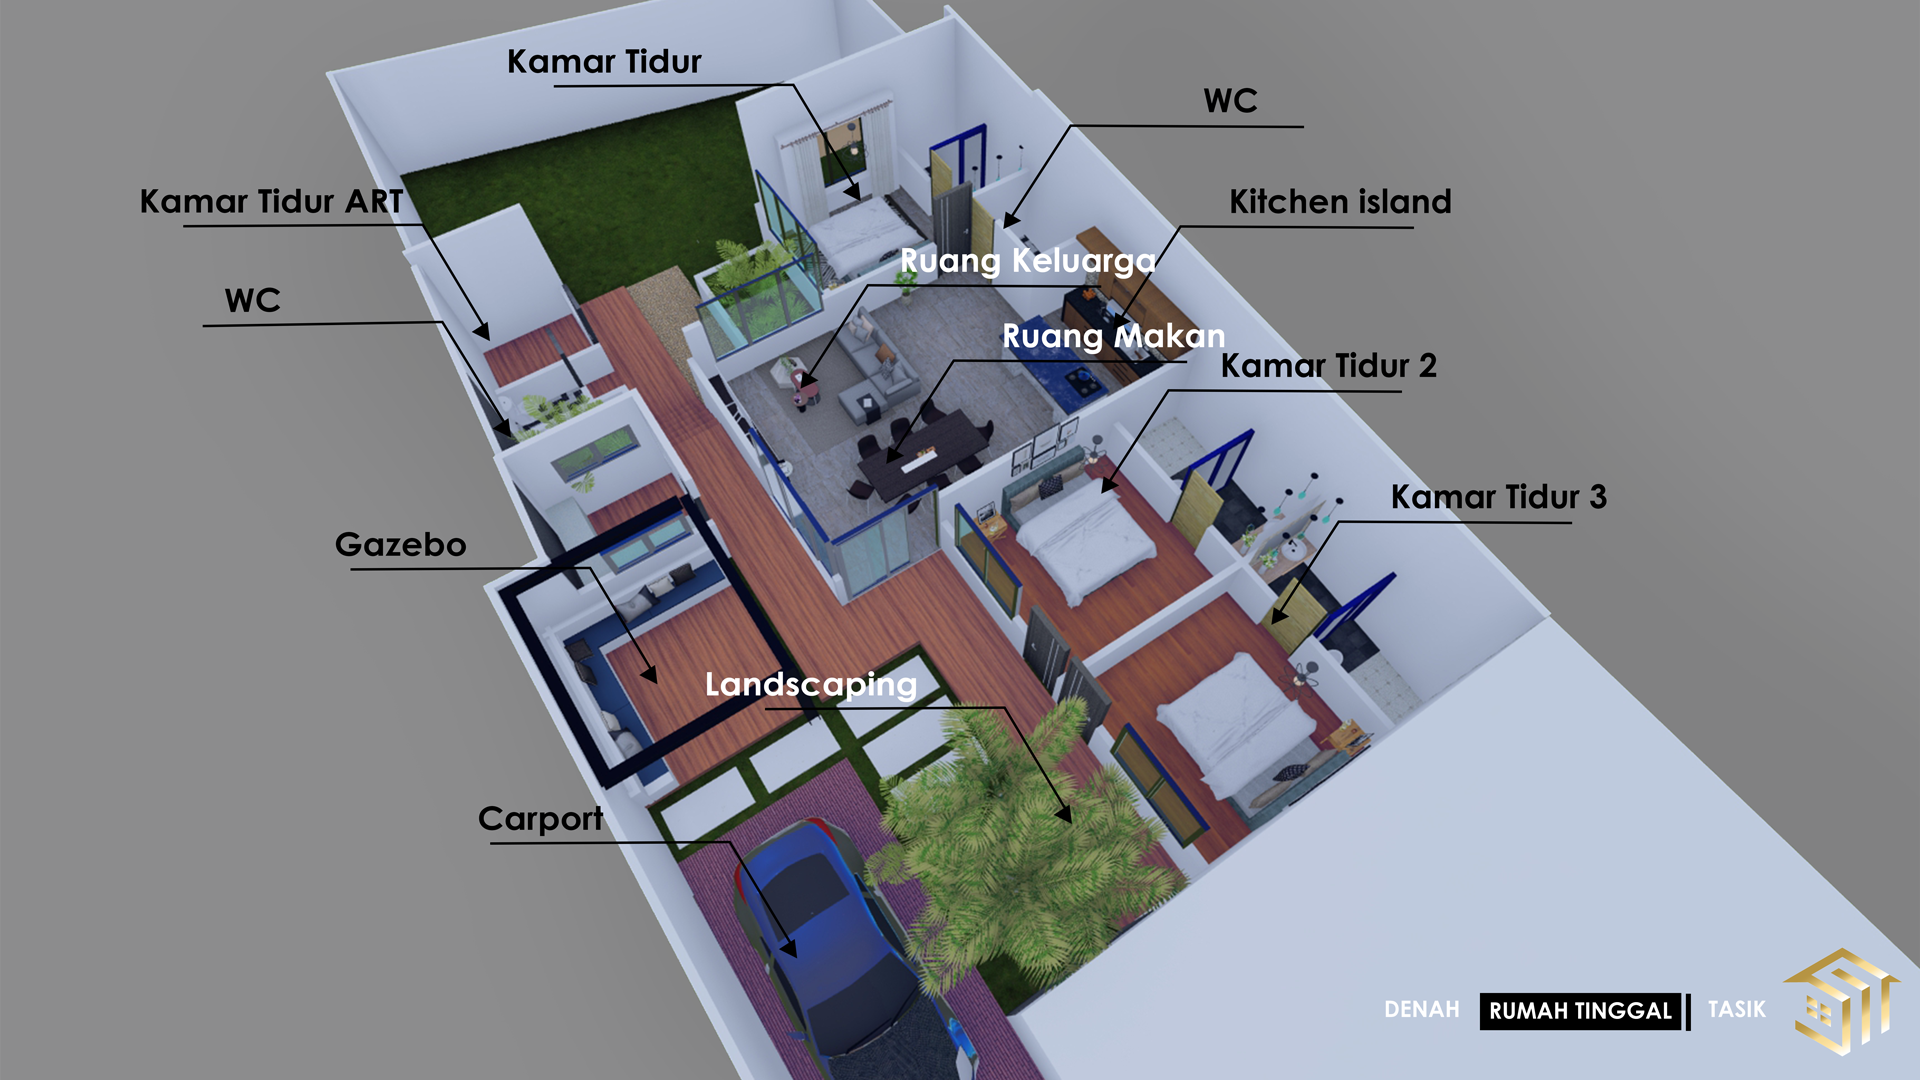 Kamar Tidur
WC
Kamar Tidur ART
Kitchen island
Ruang Keluarga
WC
Ruang Makan
Kamar Tidur 2
Kamar Tidur 3
Gazebo
Landscaping
Carport
DENAH RUMAH TINGGAL TASIK